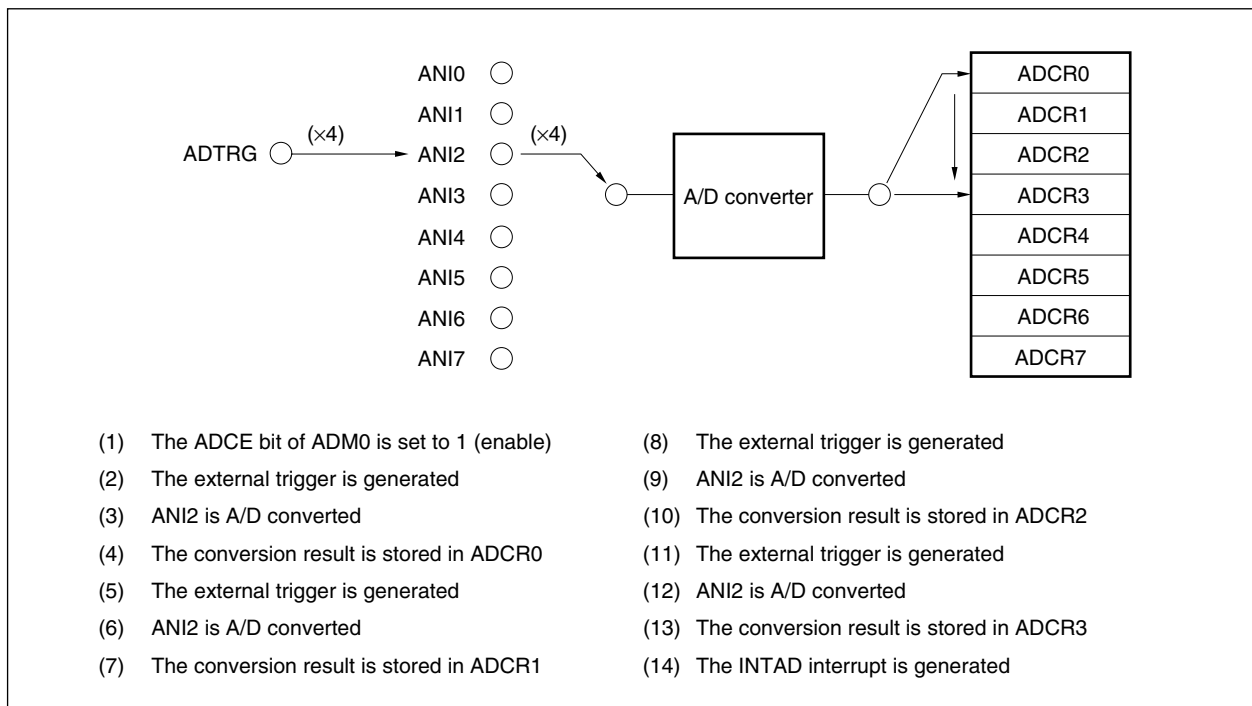 ANI0
ANI1
ADTRG (×4) ANI2 (×4)
ANI3
ANI4
ANI5
ANI6
ANI7
A/D converter
ADCR0
ADCR1
ADCR2
ADCR3
ADCR4
ADCR5
ADCR6
ADCR7
(1) The ADCE bit of ADM0 is set to 1 (enable)
(2) The external trigger is generated
(3) ANI2 is A/D converted
(4) The conversion result is stored in ADCR0
(5) The external trigger is generated
(6) ANI2 is A/D converted
(7) The conversion result is stored in ADCR1
(8) The external trigger is generated
(9) ANI2 is A/D converted
(10) The conversion result is stored in ADCR2
(11) The external trigger is generated
(12) ANI2 is A/D converted
(13) The conversion result is stored in ADCR3
(14) The INTAD interrupt is generated